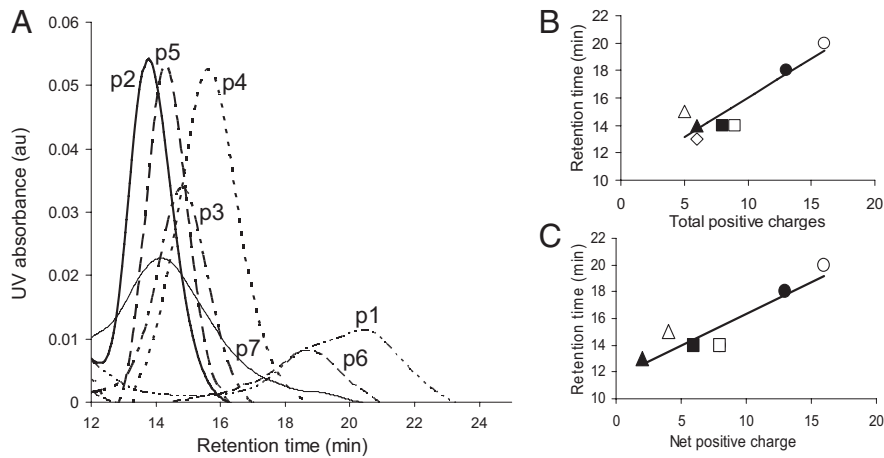 A
0.06
0.05
0.04
0.03
0.02
0.01
0
UV absorbance (au)
p2
p5
p4
p3
p7
p1
p6
12 14 16 18 20 22 24
Retention time (min)
B
Retention time (min)
22
20
18
16
14
12
10
0 5 10 15 20
Total positive charges
C
Retention time (min)
22
20
18
16
14
12
10
0 5 10 15 20
Net positive charge